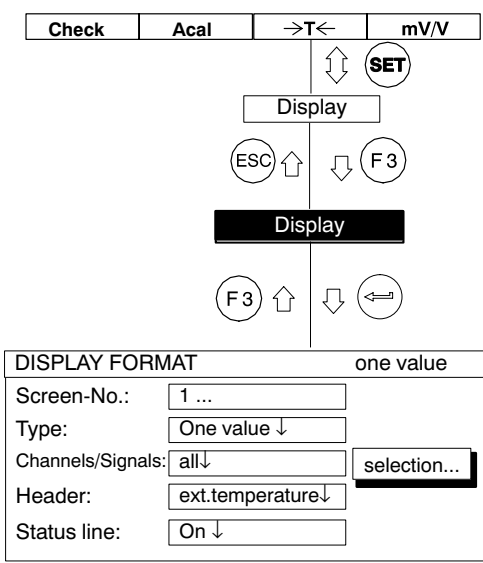 Check Acal →T← mV/V
SET
Display
ESC F3
Display
F3
DISPLAY FORMAT one value
Screen-No.: 1 ...
Type: One value ↓
Channels/Signals: all↓ selection...
Header: ext.temperature↓
Status line: On ↓